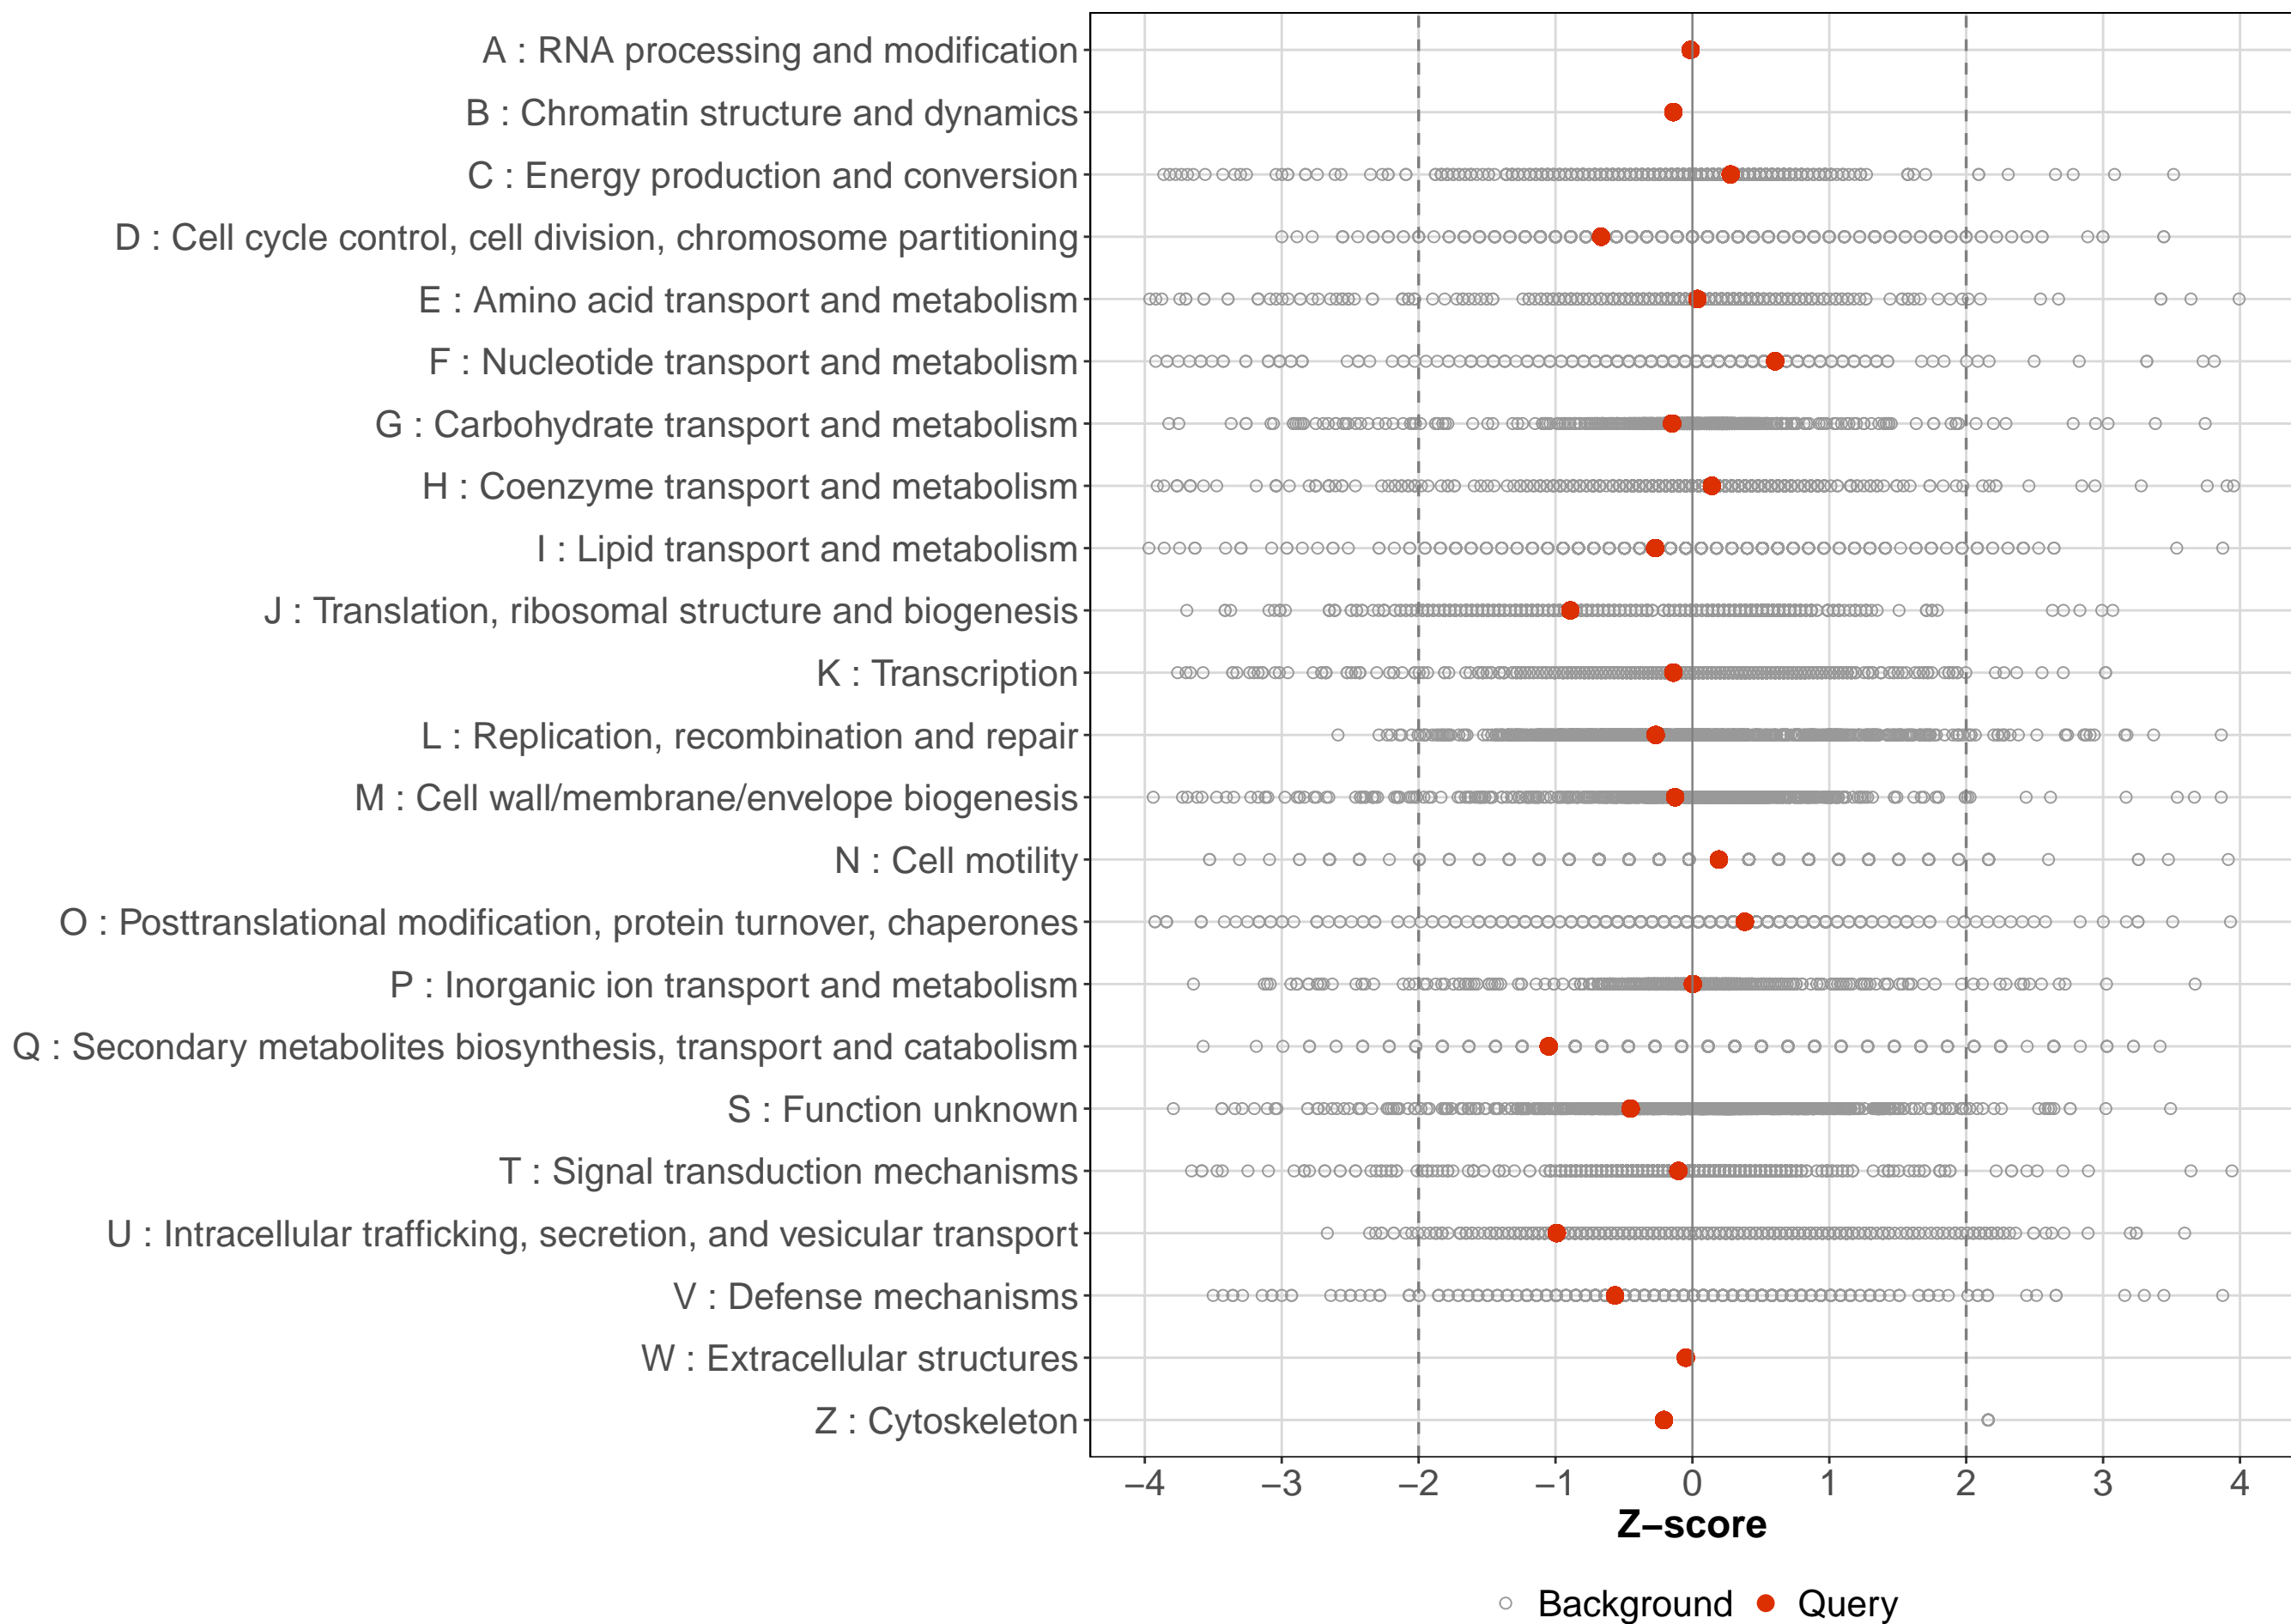 A : RNA processing and modification
B : Chromatin structure and dynamics
C : Energy production and conversion
D : Cell cycle control, cell division, chromosome partitioning
E : Amino acid transport and metabolism
F : Nucleotide transport and metabolism
G : Carbohydrate transport and metabolism
H : Coenzyme transport and metabolism
I : Lipid transport and metabolism
J : Translation, ribosomal structure and biogenesis
K : Transcription
L : Replication, recombination and repair
M : Cell wall/membrane/envelope biogenesis
N : Cell motility
O : Posttranslational modification, protein turnover, chaperones
P : Inorganic ion transport and metabolism
Q : Secondary metabolites biosynthesis, transport and catabolism
S : Function unknown
T : Signal transduction mechanisms
U : Intracellular trafficking, secretion, and vesicular transport
V : Defense mechanisms
W : Extracellular structures
Z : Cytoskeleton
−4 −3 −2 −1 0 1 2 3 4
Z−score
Background Query